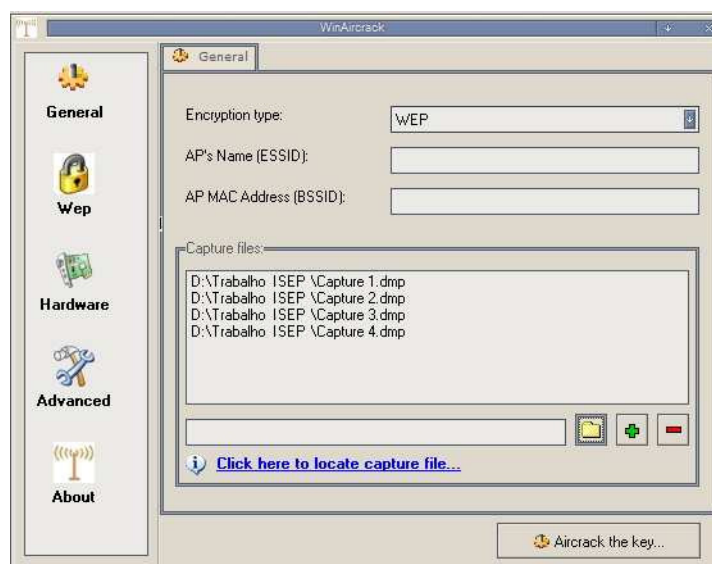 WinAircrack
General
Wep
Hardware
Advanced
About
General
Encryption type:
WEP
AP's Name (ESSID):
AP MAC Address (BSSID):
Capture files:
D:\Trabalho ISEP \Capture 1.dmp
D:\Trabalho ISEP \Capture 2.dmp
D:\Trabalho ISEP \Capture 3.dmp
D:\Trabalho ISEP \Capture 4.dmp
Click here to locate capture file...
Aircrack the key...